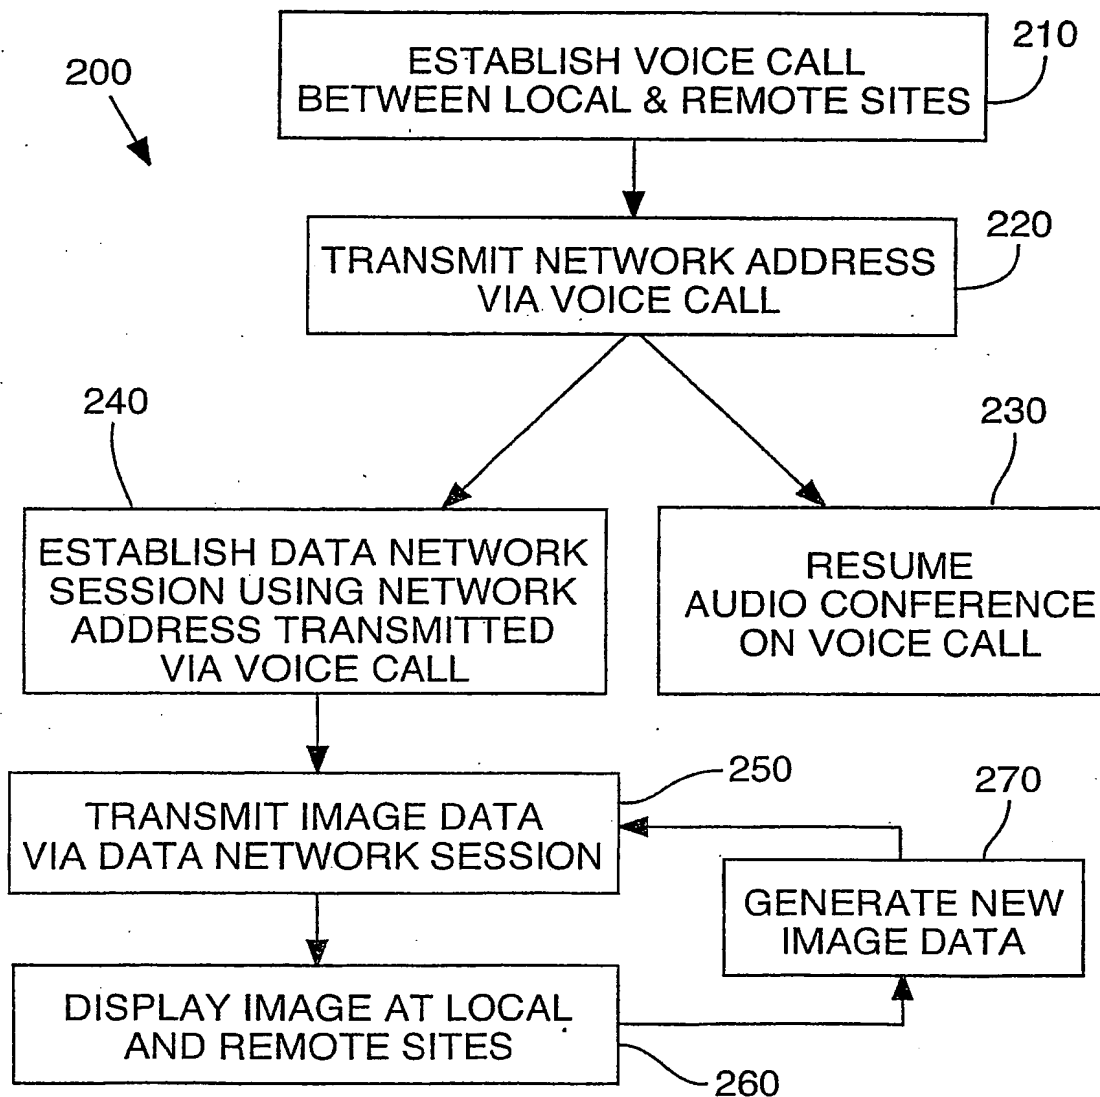 200
210
ESTABLISH VOICE CALL
BETWEEN LOCAL & REMOTE SITES
220
TRANSMIT NETWORK ADDRESS
VIA VOICE CALL
240
230
ESTABLISH DATA NETWORK
SESSION USING NETWORK
ADDRESS TRANSMITTED
VIA VOICE CALL
RESUME
AUDIO CONFERENCE
ON VOICE CALL
250
TRANSMIT IMAGE DATA
VIA DATA NETWORK SESSION
270
GENERATE NEW
IMAGE DATA
DISPLAY IMAGE AT LOCAL
AND REMOTE SITES
260